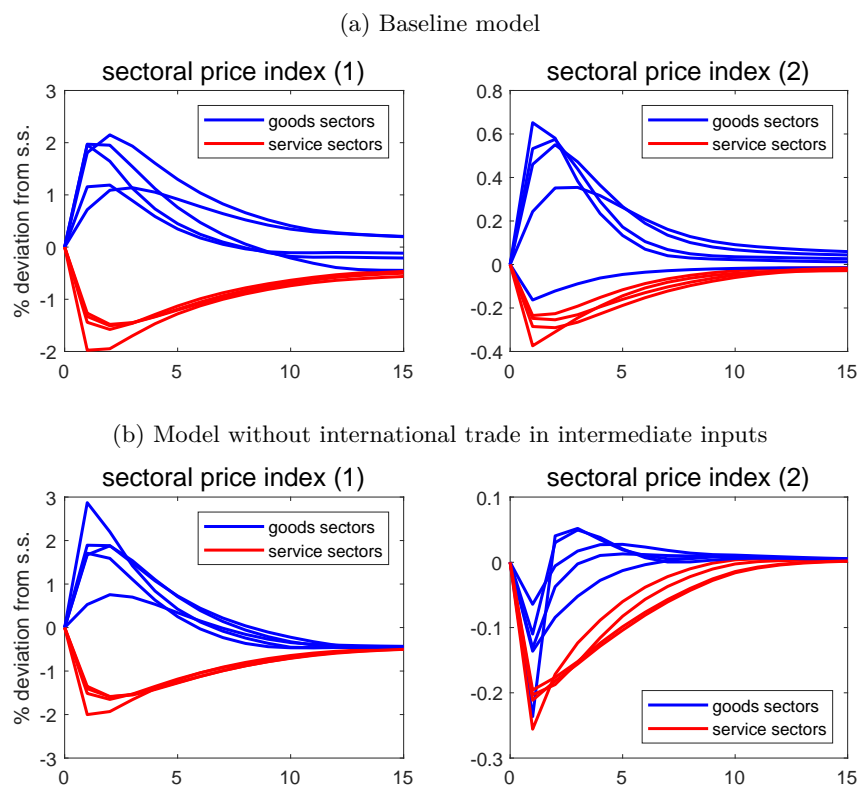 (a) Baseline model
sectoral price index (1)
% deviation from s.s.
3
2
1
0
-1
-2
0
5
10
15
goods sectors
service sectors
sectoral price index (2)
0.8
0.6
0.4
0.2
0
-0.2
-0.4
0
5
10
15
goods sectors
service sectors
(b) Model without international trade in intermediate inputs
sectoral price index (1)
% deviation from s.s.
3
2
1
0
-1
-2
-3
0
5
10
15
goods sectors
service sectors
sectoral price index (2)
0.1
0
-0.1
-0.2
-0.3
0
5
10
15
goods sectors
service sectors